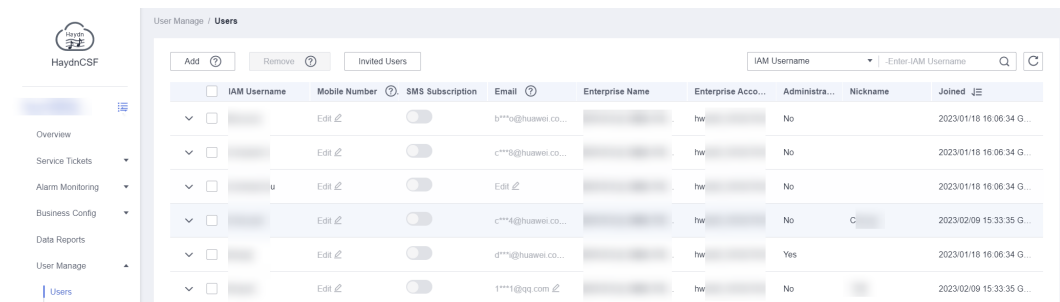 User Manage / Users
Haydn
HaydnCSF
Add ? Remove ? Invited Users IAM Username -Enter-IAM Username
IAM Username Mobile Number ?. SMS Subscription Email ? Enterprise Name Enterprise Acco... Administra... Nickname Joined
Edit b***o@huawei.co... hw No 2023/01/18 16:06:34 G...
Overview
Edit c***8@huawei.co... hw No 2023/01/18 16:06:34 G...
Service Tickets
Alarm Monitoring
u Edit Edit hw No 2023/01/18 16:06:34 G...
Business Config
Edit c***4@huawei.co... hw No C 2023/02/09 15:33:35 G...
Data Reports
Edit d***i@huawei.co... hw Yes 2023/01/18 16:06:34 G...
User Manage
Users
Edit 1***1@qq.com hw No 2023/02/09 15:33:35 G...